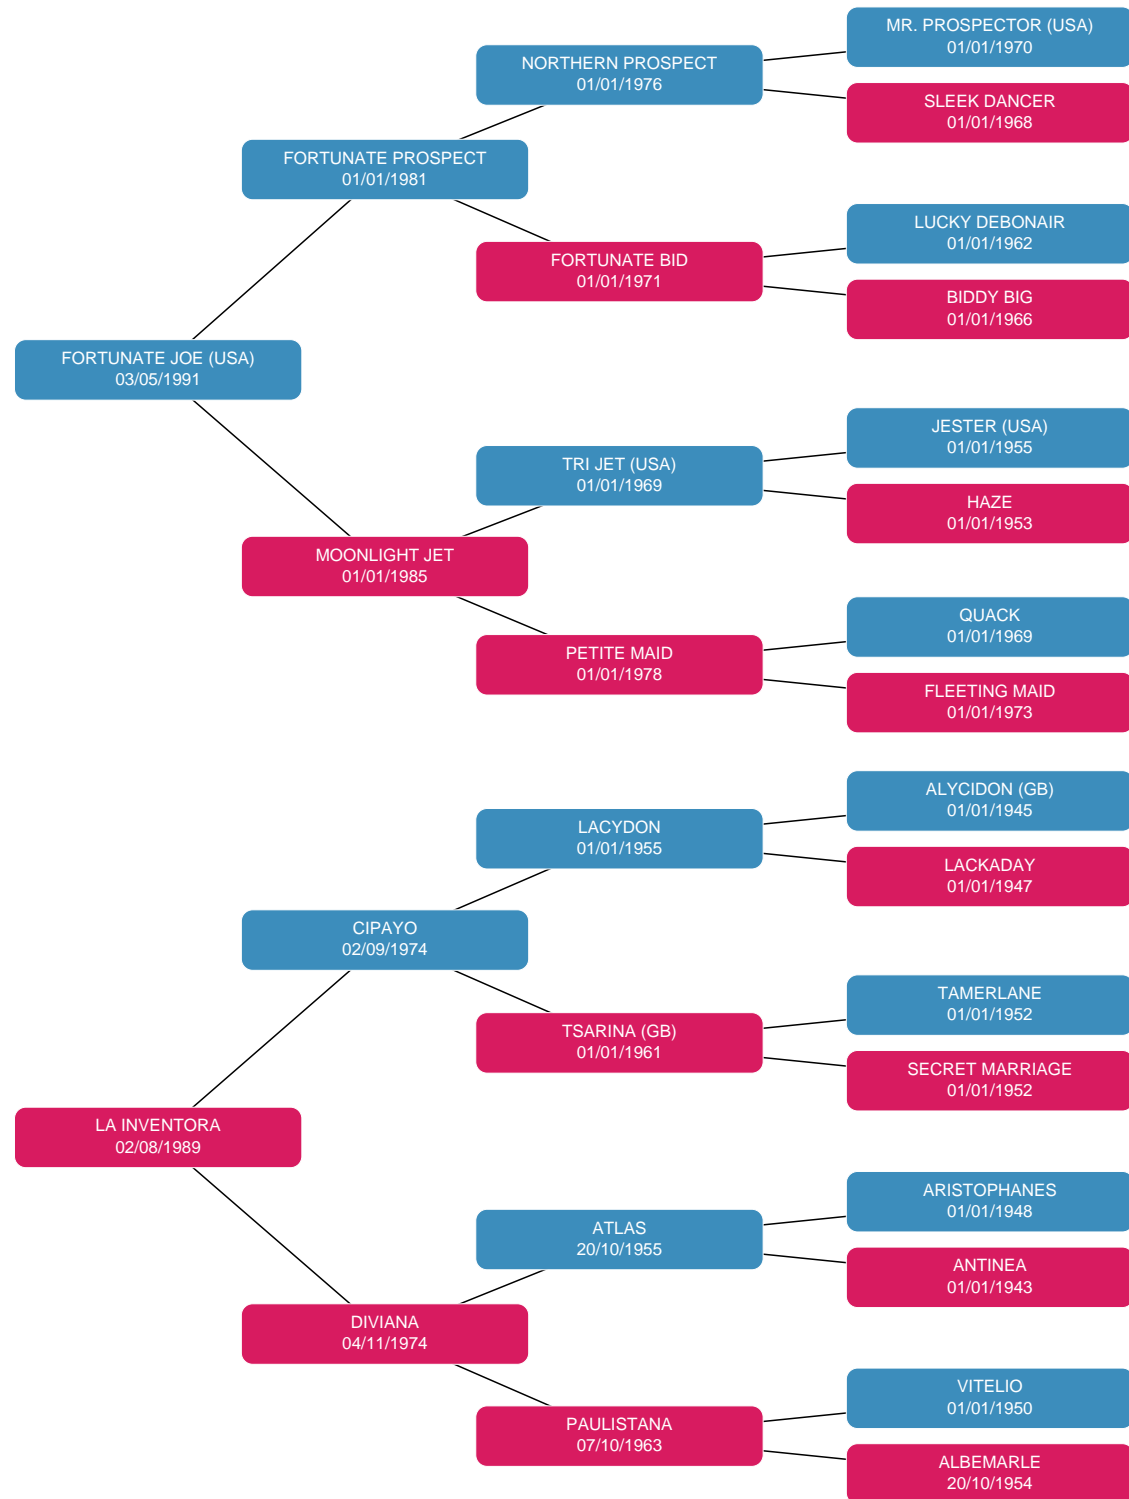 MR. PROSPECTOR (USA)
01/01/1970
NORTHERN PROSPECT
01/01/1976
SLEEK DANCER
01/01/1968
FORTUNATE PROSPECT
01/01/1981
LUCKY DEBONAIR
01/01/1962
FORTUNATE BID
01/01/1971
BIDDY BIG
01/01/1966
FORTUNATE JOE (USA)
03/05/1991
JESTER (USA)
01/01/1955
TRI JET (USA)
01/01/1969
HAZE
01/01/1953
MOONLIGHT JET
01/01/1985
QUACK
01/01/1969
PETITE MAID
01/01/1978
FLEETING MAID
01/01/1973
ALYCIDON (GB)
01/01/1945
LACYDON
01/01/1955
LACKADAY
01/01/1947
CIPAYO
02/09/1974
TAMERLANE
01/01/1952
TSARINA (GB)
01/01/1961
SECRET MARRIAGE
01/01/1952
LA INVENTORA
02/08/1989
ARISTOPHANES
01/01/1948
ATLAS
20/10/1955
ANTINEA
01/01/1943
DIVIANA
04/11/1974
VITELIO
01/01/1950
PAULISTANA
07/10/1963
ALBEMARLE
20/10/1954